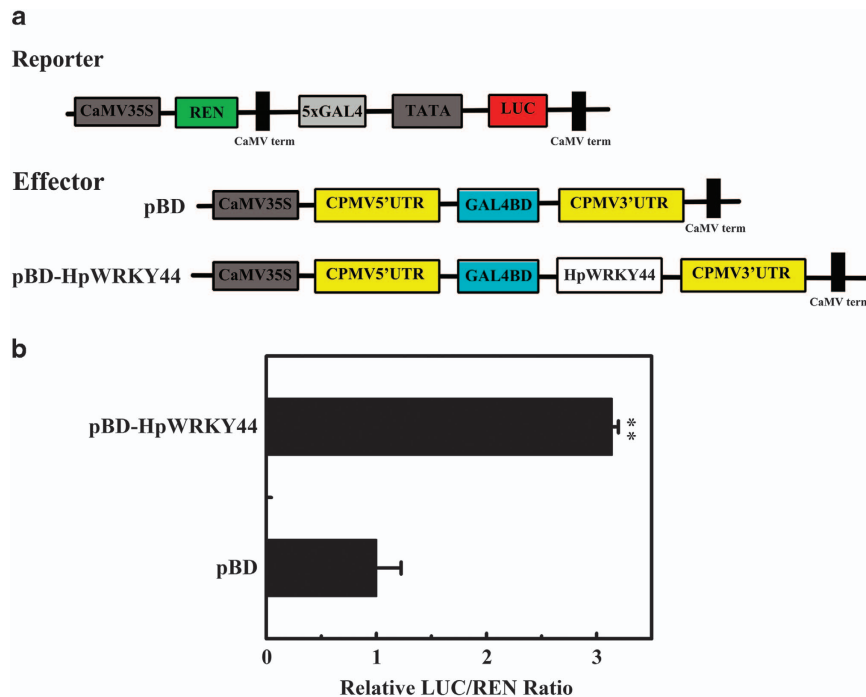 a
Reporter
CaMV35S REN 5xGAL4 TATA LUC
CaMV term CaMV term
Effector
pBD CaMV35S CPMV5'UTR GAL4BD CPMV3'UTR
CaMV term
pBD-HpWRKY44 CaMV35S CPMV5'UTR GAL4BD HpWRKY44 CPMV3'UTR
CaMV term
b
pBD-HpWRKY44 **
pBD
0 1 2 3
Relative LUC/REN Ratio